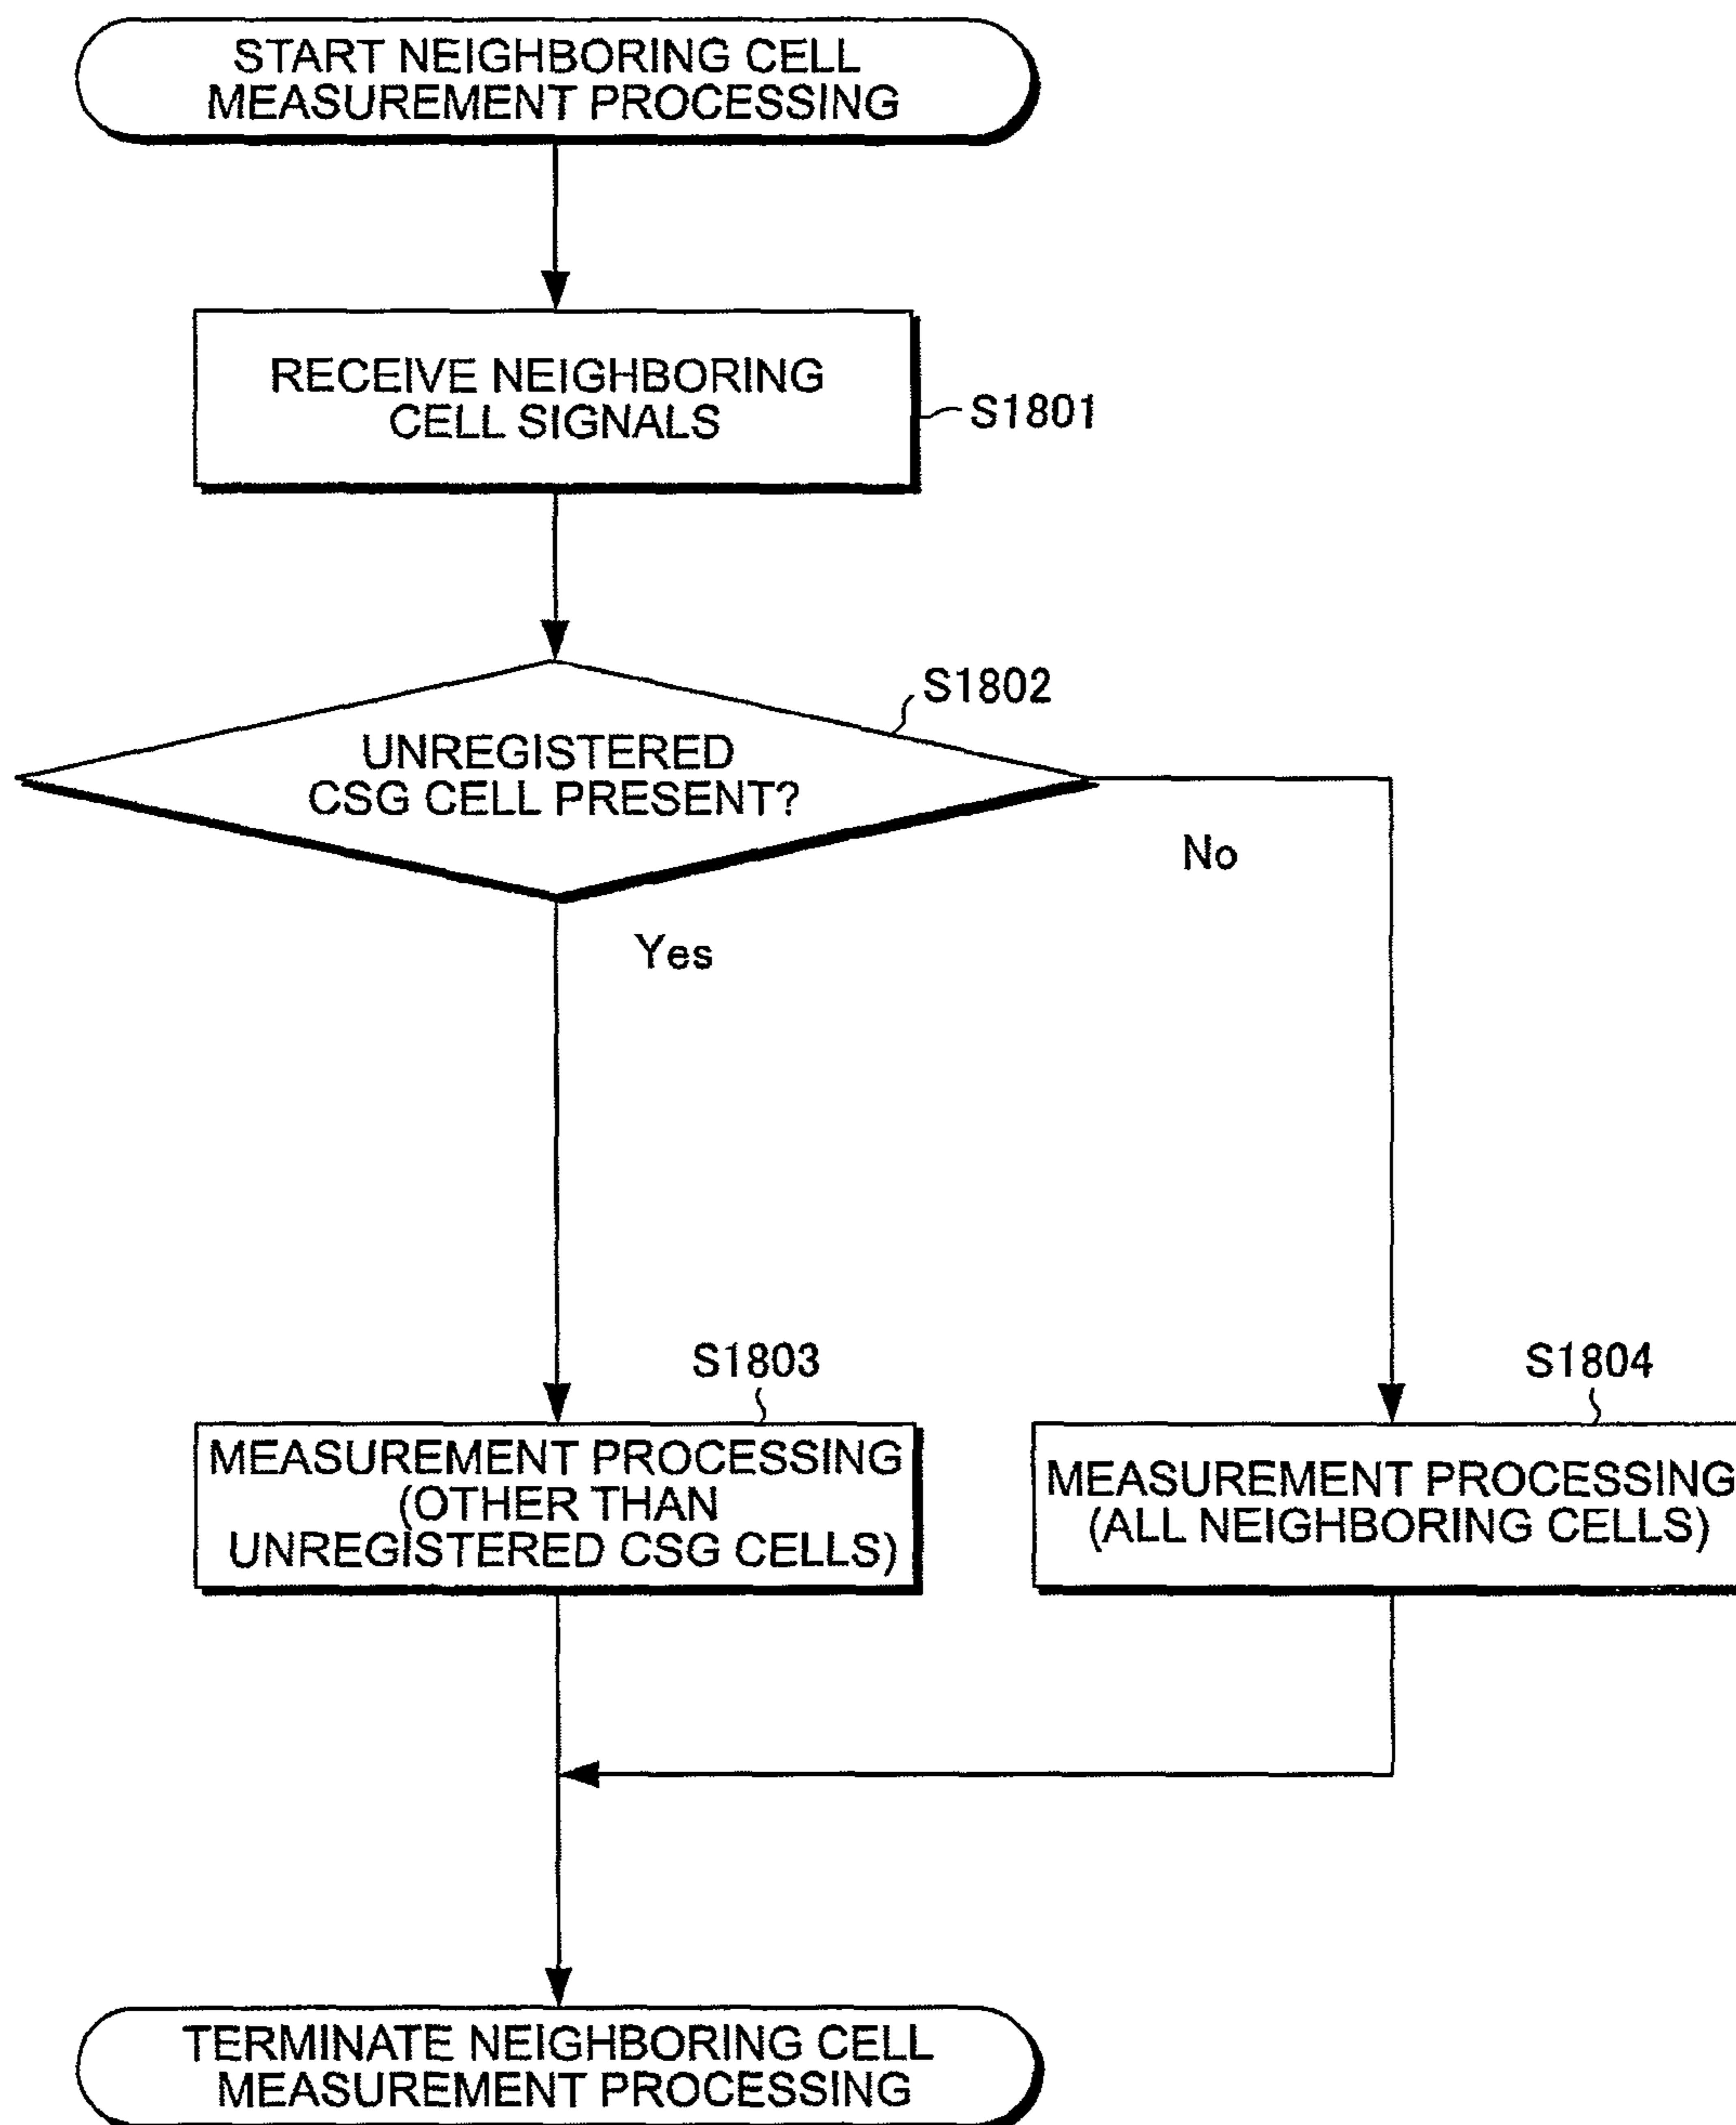 START NEIGHBORING CELL
MEASUREMENT PROCESSING
RECEIVE NEIGHBORING
CELL SIGNALS
S1801
S1802
UNREGISTERED
CSG CELL PRESENT?
No
Yes
S1803
S1804
MEASUREMENT PROCESSING
(OTHER THAN
UNREGISTERED CSG CELLS)
MEASUREMENT PROCESSING
(ALL NEIGHBORING CELLS)
TERMINATE NEIGHBORING CELL
MEASUREMENT PROCESSING